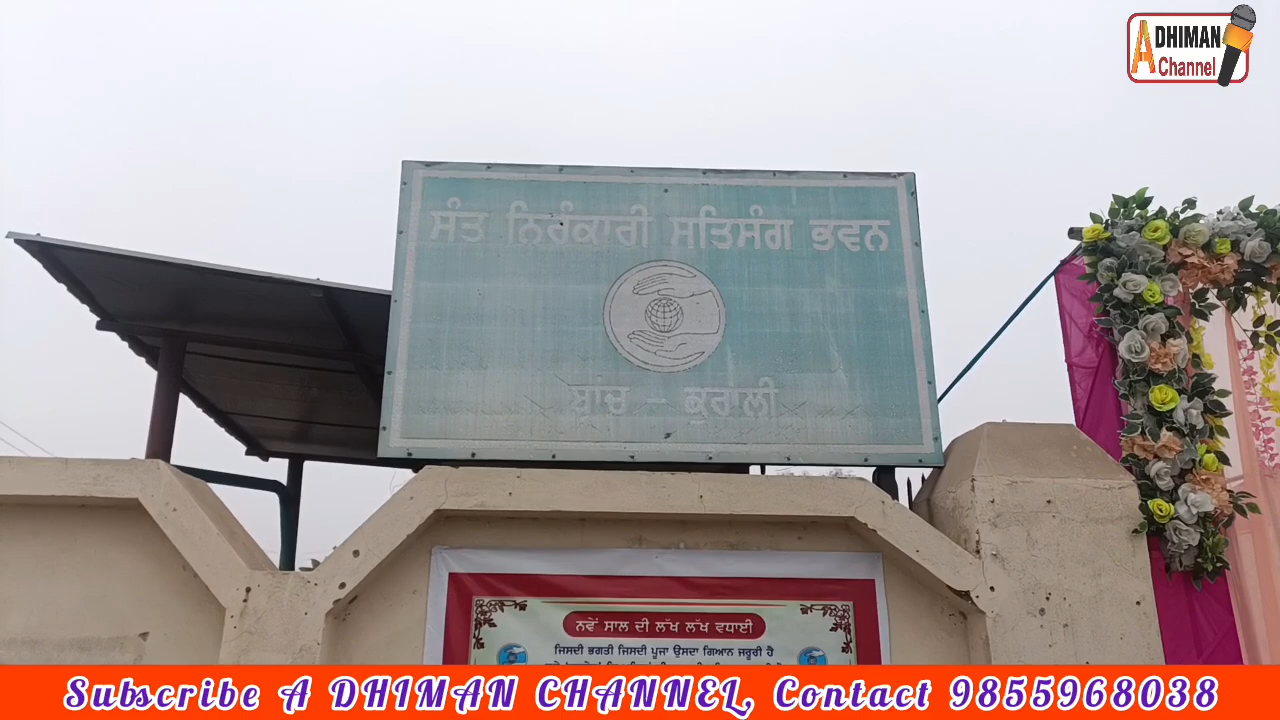 A DHIMAN
Channel
ਸੰਤ ਨਿਰੰਕਾਰੀ ਸਤਿਸੰਗ ਭਵਨ
ਬ੍ਰਾਂਚ - ਕੁਰਾਲੀ
ਨਵੇਂ ਸਾਲ ਦੀ ਲੱਖ ਲੱਖ ਵਧਾਈ
ਜਿਸਦੀ ਭਗਤੀ ਜਿਸਦੀ ਪੂਜਾ ਉਸਦਾ ਗਿਆਨ ਜਰੂਰੀ ਹੈ
Subscribe A DHIMAN CHANNEL, Contact 9855968038